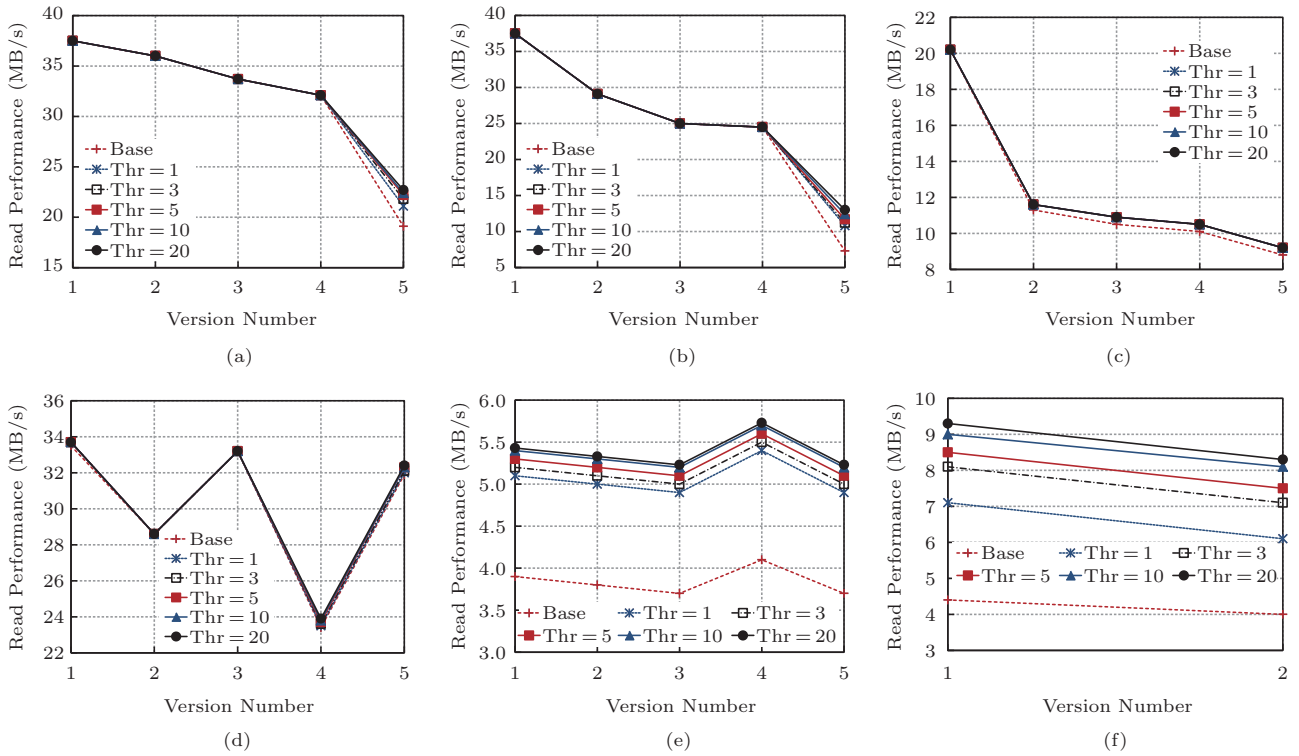 Read Performance (MB/s)
40
35
30
25
20
15
Base
Thr = 1
Thr = 3
Thr = 5
Thr = 10
Thr = 20
1 2 3 4 5
Version Number
(a)
Read Performance (MB/s)
40
35
30
25
20
15
10
5
Base
Thr = 1
Thr = 3
Thr = 5
Thr = 10
Thr = 20
1 2 3 4 5
Version Number
(b)
Read Performance (MB/s)
22
20
18
16
14
12
10
8
Base
Thr = 1
Thr = 3
Thr = 5
Thr = 10
Thr = 20
1 2 3 4 5
Version Number
(c)
Read Performance (MB/s)
36
34
32
30
28
26
24
22
Base
Thr = 1
Thr = 3
Thr = 5
Thr = 10
Thr = 20
1 2 3 4 5
Version Number
(d)
Read Performance (MB/s)
6.0
5.5
5.0
4.5
4.0
3.5
3.0
Base Thr = 1 Thr = 3
Thr = 5 Thr = 10 Thr = 20
1 2 3 4 5
Version Number
(e)
Read Performance (MB/s)
10
9
8
7
6
5
4
3
Base Thr = 1 Thr = 3
Thr = 5 Thr = 10 Thr = 20
1 2
Version Number
(f)